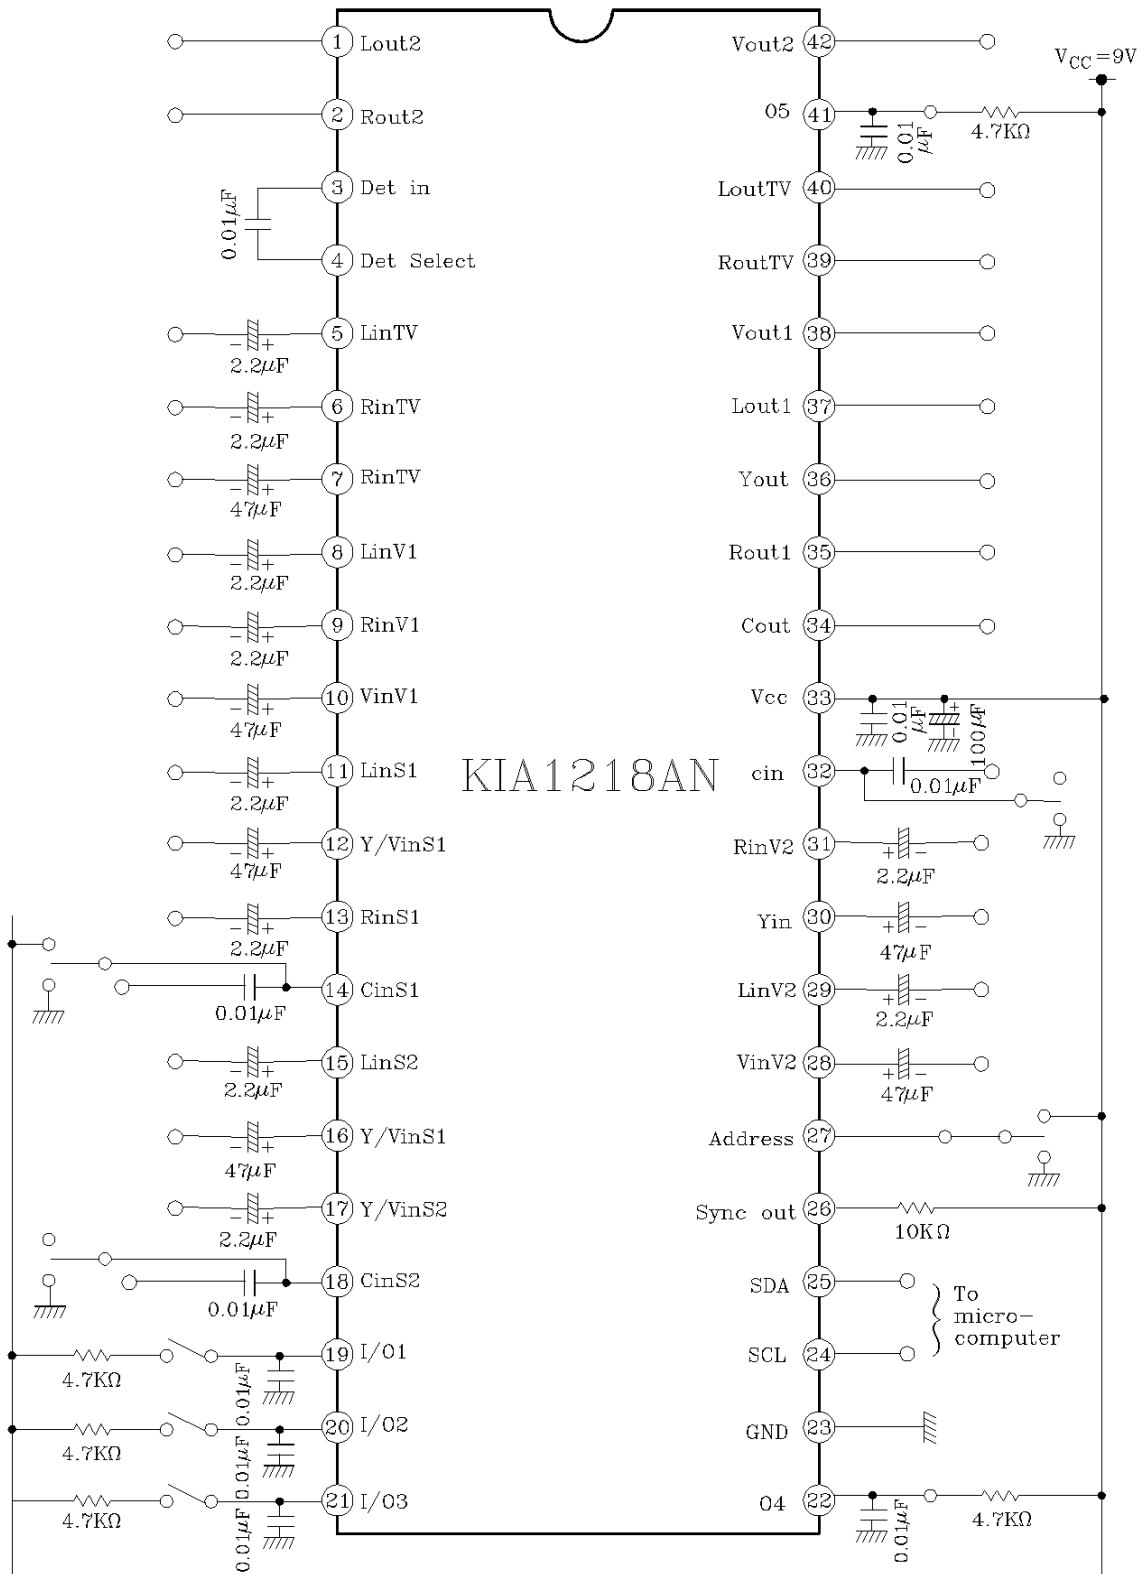 1 Lout2
Vout2 42
VCC=9V
2 Rout2
O5 41
0.01
μF
4.7KΩ
3 Det in
LoutTV 40
0.01μF
4 Det Select
RoutTV 39
5 LinTV
Vout1 38
- +
2.2μF
6 RinTV
Lout1 37
- +
2.2μF
7 RinTV
Yout 36
- +
47μF
8 LinV1
Rout1 35
- +
2.2μF
9 RinV1
Cout 34
- +
2.2μF
10 VinV1
Vcc 33
- +
47μF
0.01
μF
+
-
100μF
KIA1218AN
11 LinS1
cin 32
- +
2.2μF
0.01μF
12 Y/VinS1
RinV2 31
- +
47μF
+ -
2.2μF
13 RinS1
Yin 30
- +
2.2μF
+ -
47μF
14 CinS1
LinV2 29
0.01μF
+ -
2.2μF
15 LinS2
VinV2 28
- +
2.2μF
+ -
47μF
16 Y/VinS1
Address 27
- +
47μF
17 Y/VinS2
Sync out 26
- +
2.2μF
10KΩ
18 CinS2
SDA 25
0.01μF
To
micro-
computer
19 I/O1
SCL 24
4.7KΩ
0.01μF
20 I/O2
GND 23
4.7KΩ
0.01μF
21 I/O3
O4 22
4.7KΩ
0.01μF
0.01μF
4.7KΩ